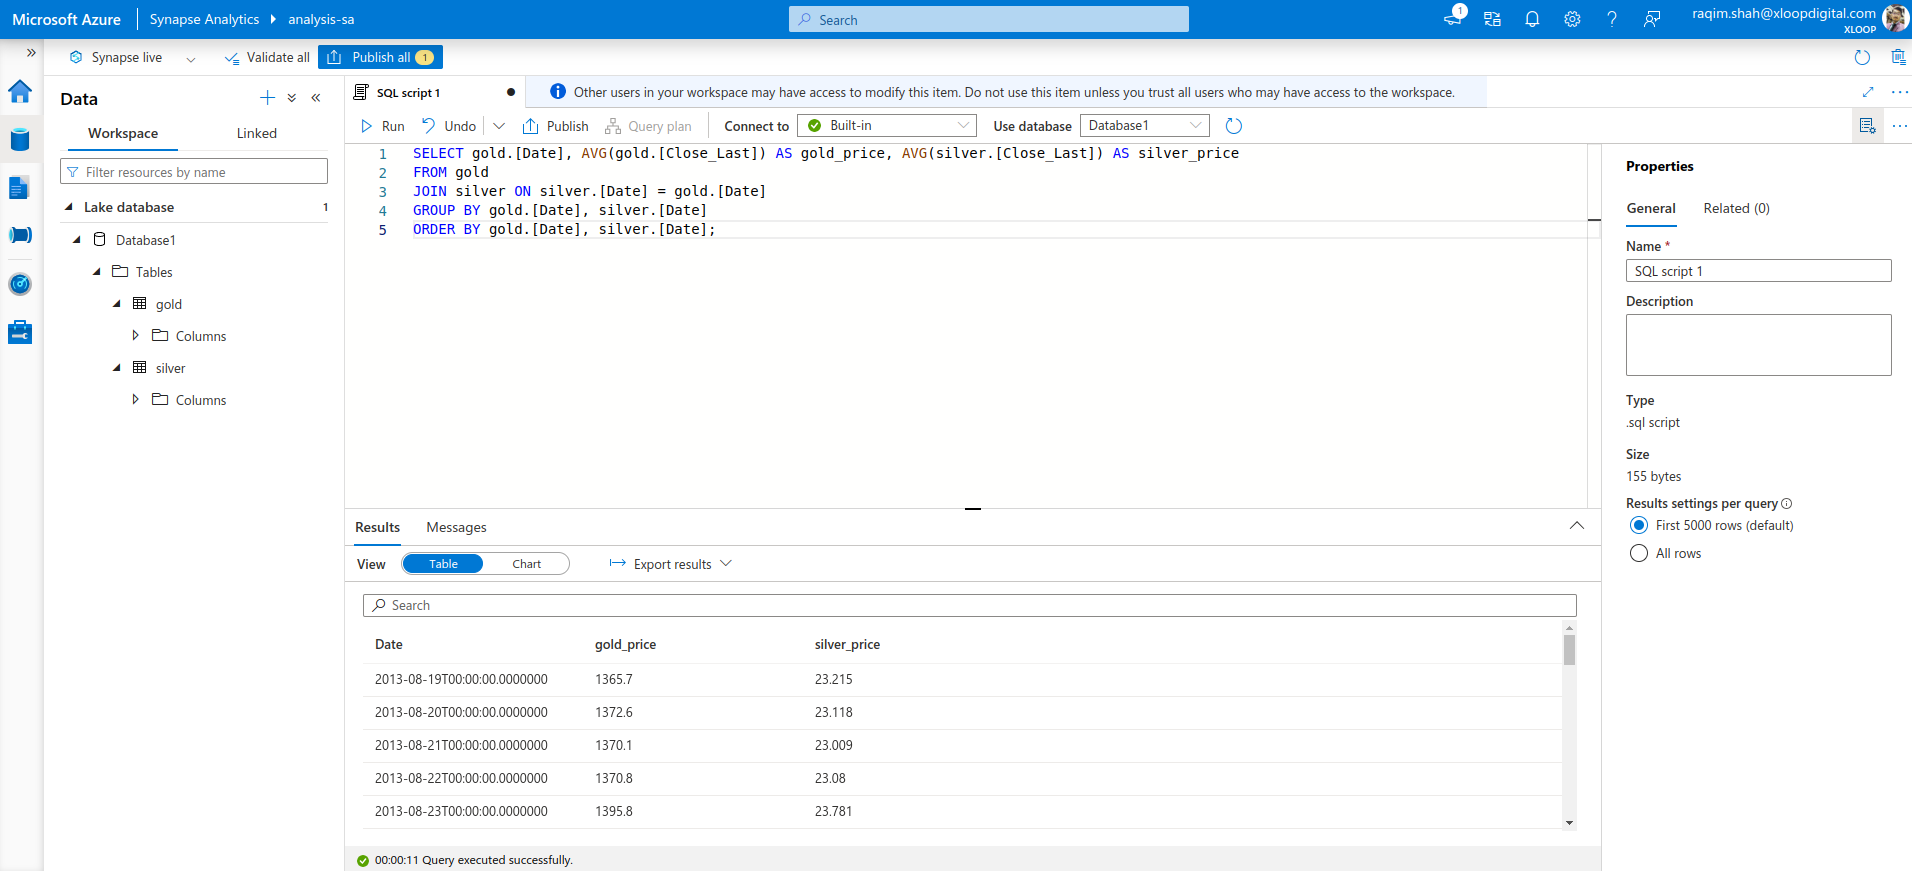 Microsoft Azure
Synapse Analytics
analysis-sa
Search
1
raqim.shah@xloopdigital.com
XLOOP
Synapse live
Validate all
Publish all
1
Data
Workspace
Linked
Filter resources by name
Lake database
1
Database1
Tables
gold
Columns
silver
Columns
SQL script 1
Other users in your workspace may have access to modify this item. Do not use this item unless you trust all users who may have access to the workspace.
Run
Undo
Publish
Query plan
Connect to
Built-in
Use database
Database1
1 SELECT gold.[Date], AVG(gold.[Close_Last]) AS gold_price, AVG(silver.[Close_Last]) AS silver_price
2 FROM gold
3 JOIN silver ON silver.[Date] = gold.[Date]
4 GROUP BY gold.[Date], silver.[Date]
5 ORDER BY gold.[Date], silver.[Date];
Results
Messages
View
Table
Chart
Export results
Search
Date gold_price silver_price
2013-08-19T00:00:00.0000000 1365.7 23.215
2013-08-20T00:00:00.0000000 1372.6 23.118
2013-08-21T00:00:00.0000000 1370.1 23.009
2013-08-22T00:00:00.0000000 1370.8 23.08
2013-08-23T00:00:00.0000000 1395.8 23.781
00:00:11 Query executed successfully.
Properties
General
Related (0)
Name *
SQL script 1
Description
Type
.sql script
Size
155 bytes
Results settings per query
First 5000 rows (default)
All rows